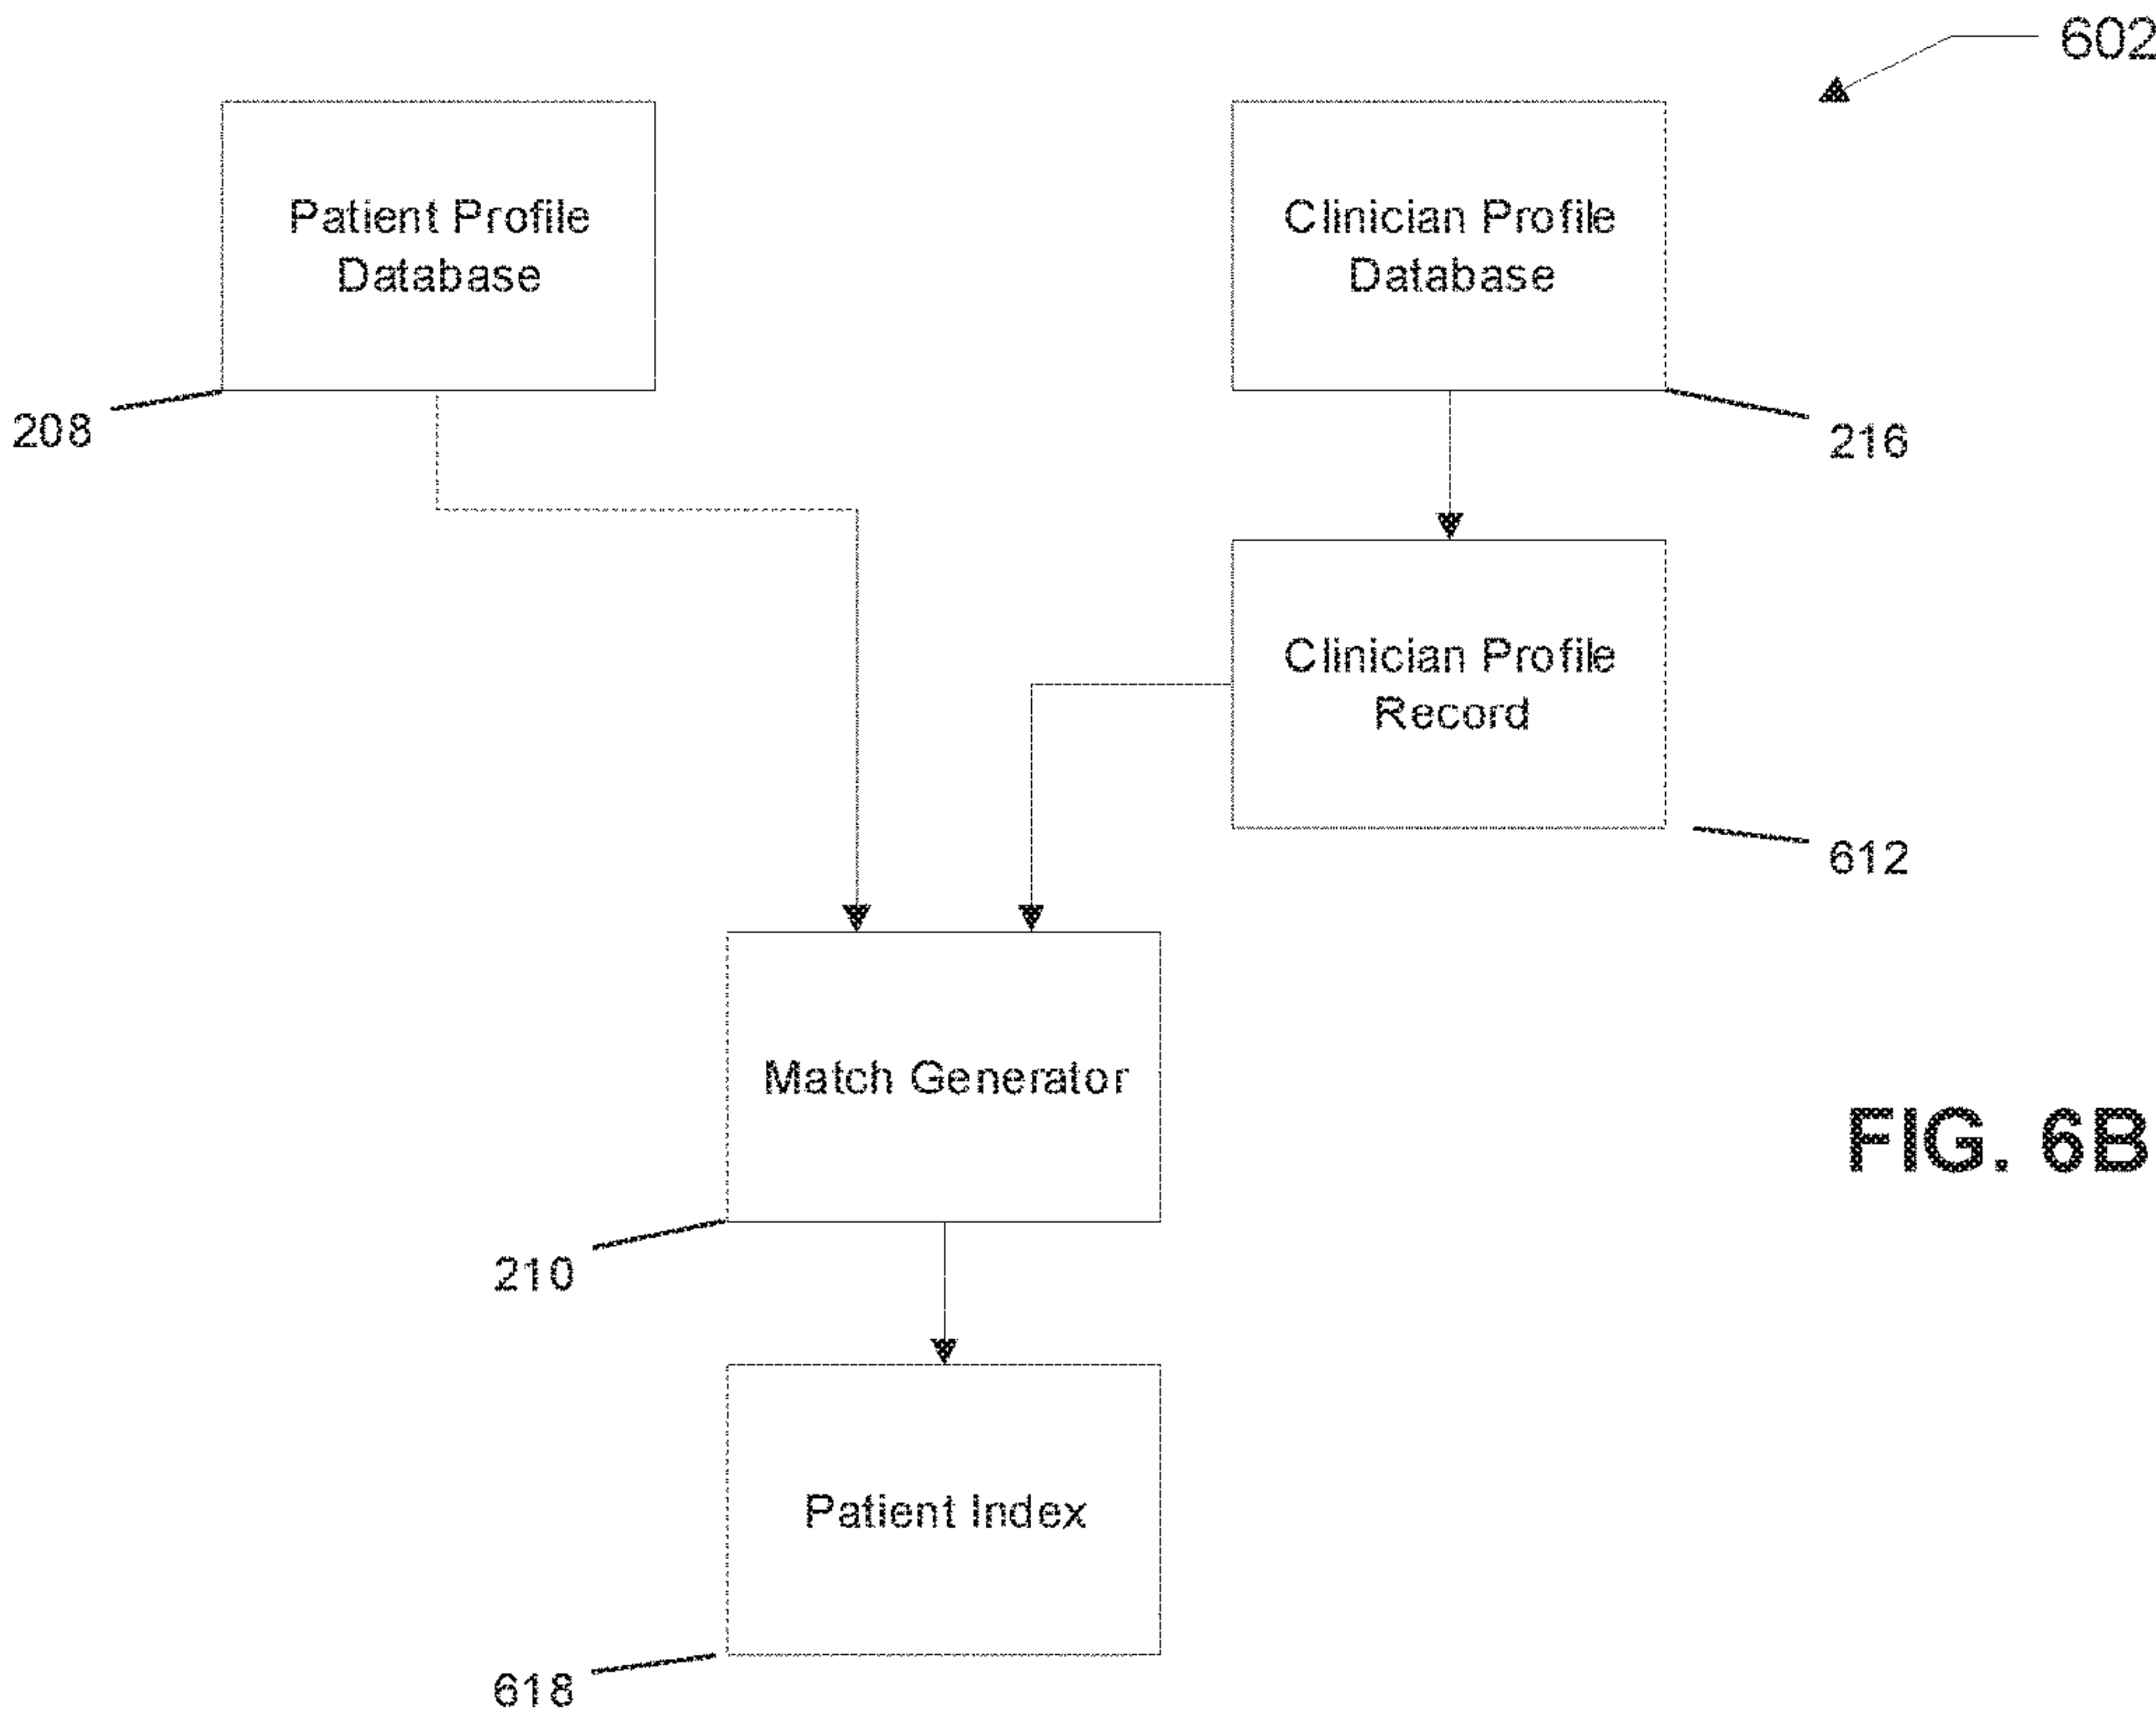 602
Patient Profile
Database
Clinician Profile
Database
208
216
Clinician Profile
Record
612
Match Generator
FIG. 6B
210
Patient Index
618